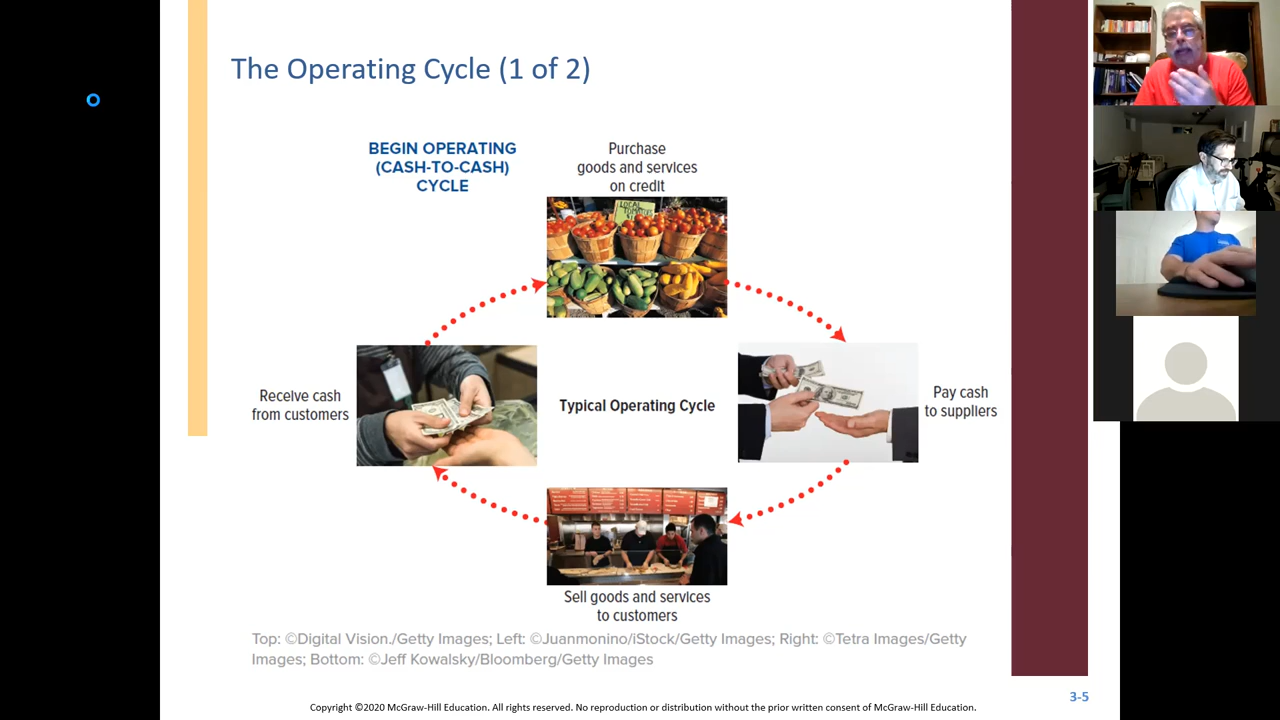 The Operating Cycle (1 of 2)
BEGIN OPERATING
(CASH-TO-CASH)
CYCLE
Purchase
goods and services
on credit
LOCAL
Receive cash
from customers
Typical Operating Cycle
Pay cash
to suppliers
Sell goods and services
to customers
Top: ©Digital Vision./Getty Images; Left: ©Juanmonino/iStock/Getty Images; Right: ©Tetra Images/Getty
Images; Bottom: ©Jeff Kowalsky/Bloomberg/Getty Images
3-5
Copyright ©2020 McGraw-Hill Education. All rights reserved. No reproduction or distribution without the prior written consent of McGraw-Hill Education.